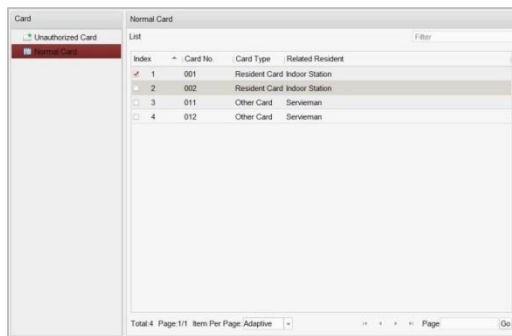 Card
Unauthorized Card
Normal Card
Normal Card
List
Filter
Index Card No. Card Type Related Resident
1 001 Resident Card Indoor Station
2 002 Resident Card Indoor Station
3 011 Other Card Servieman
4 012 Other Card Servieman
Total:4 Page:1/1 Item Per Page: Adaptive Page Go